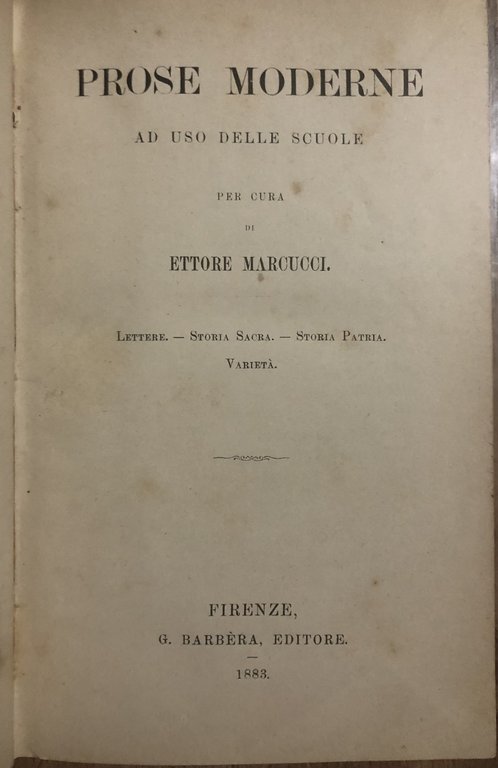 PROSE MODERNE
AD USO DELLE SCUOLE
PER CURA
DI
ETTORE MARCUCCI.
LETTERE. — STORIA SACRA. — STORIA PATRIA.
VARIETÀ.
FIRENZE,
G. BARBÈRA, EDITORE.
—
1883.